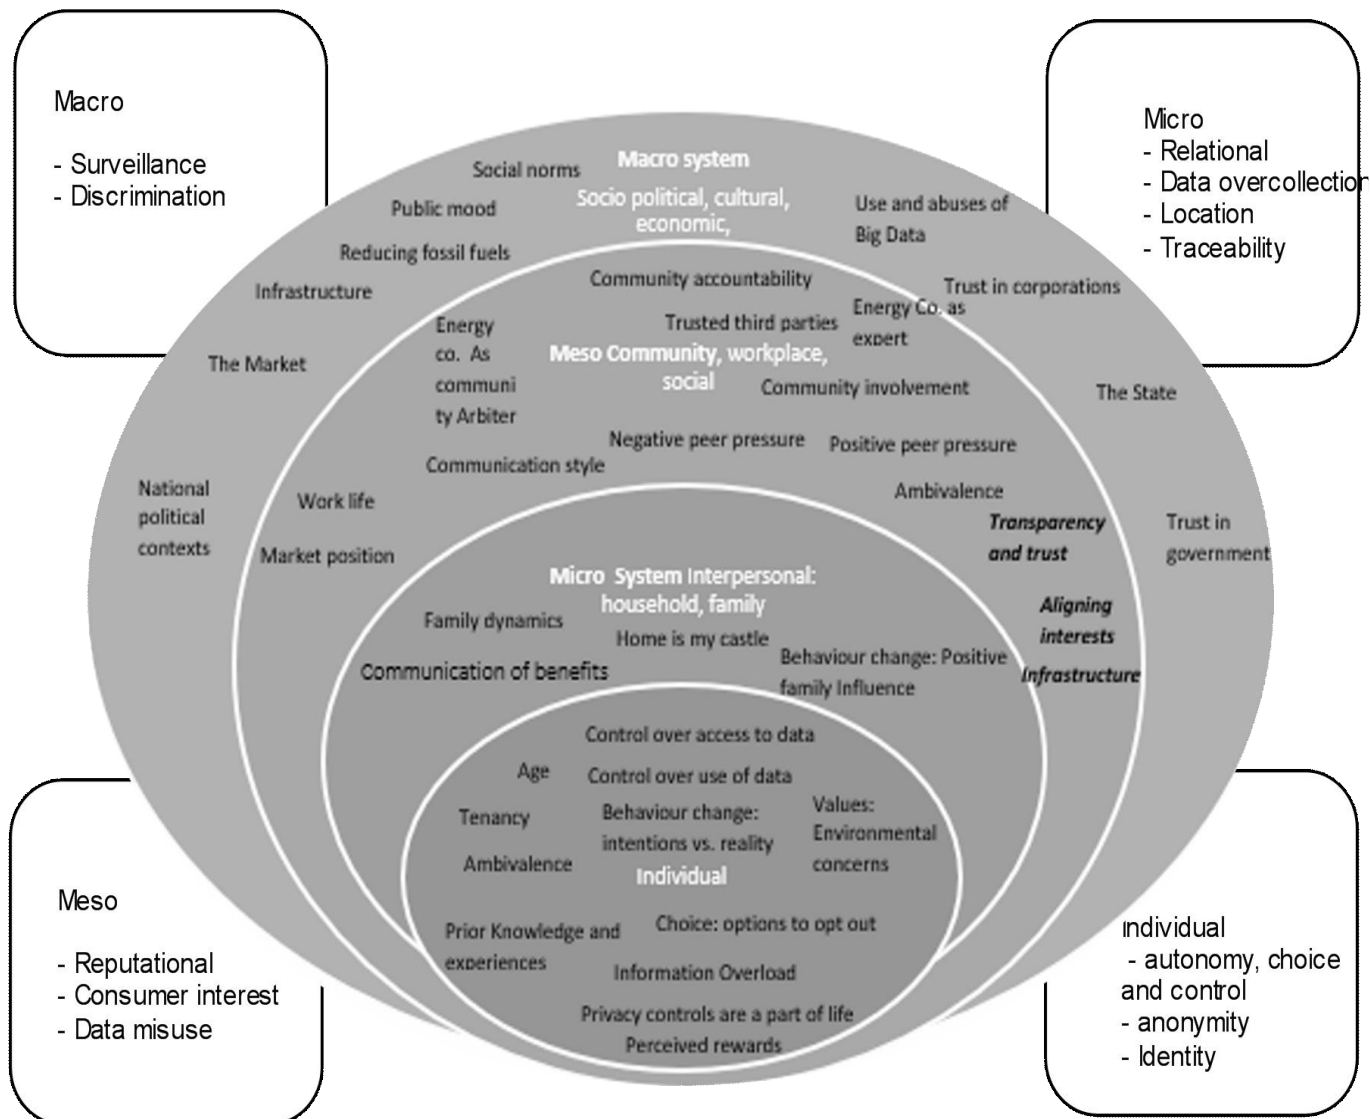 Macro
- Surveillance
- Discrimination
Micro
- Relational
- Data overcollection
- Location
- Traceability
Macro system
Socio political, cultural,
economic,
Social norms
Public mood
Reducing fossil fuels
Infrastructure
The Market
National
political
contexts
Use and abuses of
Big Data
Trust in corporations
The State
Trust in
government
Community accountability
Energy
co. As
communi
ty Arbiter
Trusted third parties
Energy Co. as
expert
Meso Community, workplace,
social
Community involvement
Negative peer pressure
Positive peer pressure
Communication style
Ambivalence
Work life
Market position
Transparency
and trust
Aligning
interests
Infrastructure
Micro System Interpersonal:
household, family
Family dynamics
Home is my castle
Communication of benefits
Behaviour change: Positive
family Influence
Control over access to data
Age
Control over use of data
Tenancy
Behaviour change:
intentions vs. reality
Values:
Environmental
concerns
Ambivalence
Individual
Prior Knowledge and
experiences
Choice: options to opt out
Information Overload
Privacy controls are a part of life
Perceived rewards
Meso
- Reputational
- Consumer interest
- Data misuse
Individual
- autonomy, choice
and control
- anonymity
- Identity